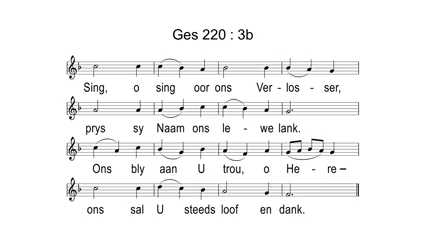 Ges 220 : 3b
Sing, o sing oor ons Ver - los - ser,
prys sy Naam ons le - we lank.
Ons bly aan U trou, o He - re –
ons sal U steeds loof en dank.